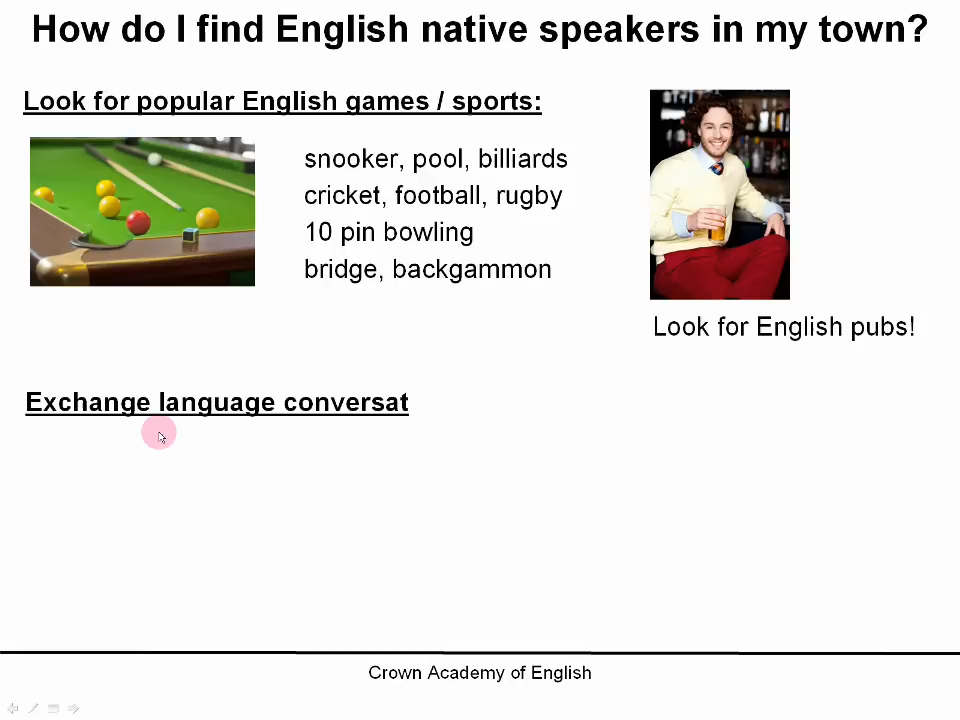 How do I find English native speakers in my town?
Look for popular English games / sports:
snooker, pool, billiards
cricket, football, rugby
10 pin bowling
bridge, backgammon
Look for English pubs!
Exchange language conversat
Crown Academy of English